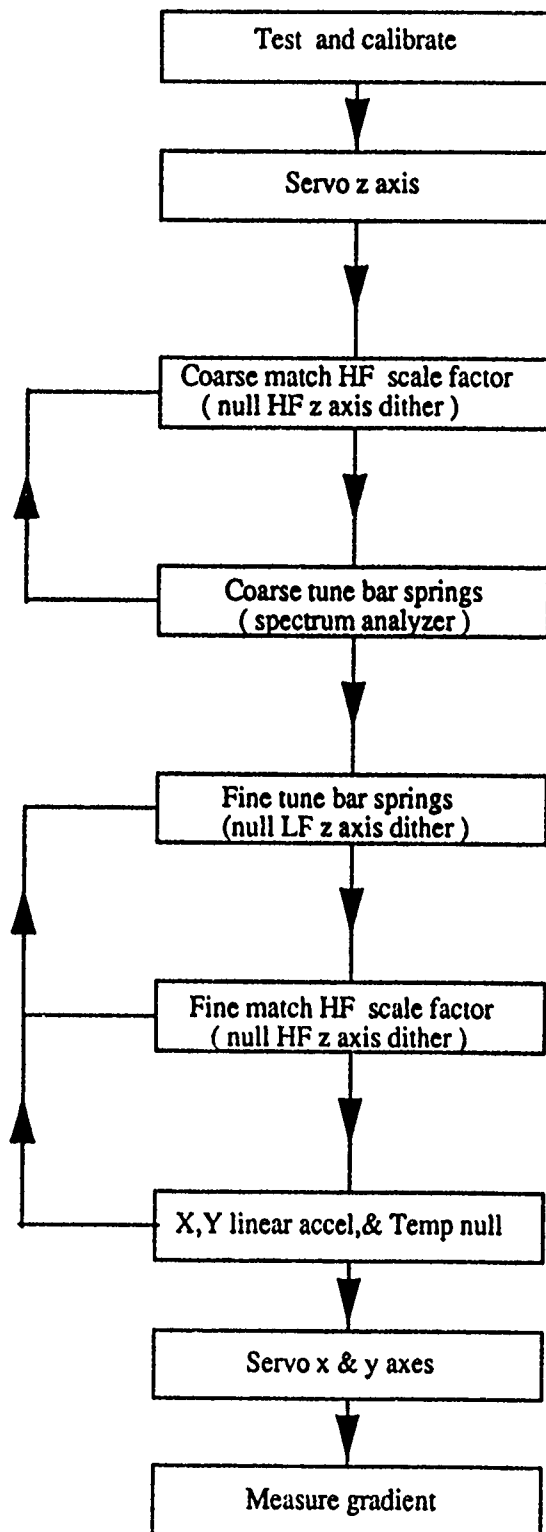 Test and calibrate
Servo z axis
Coarse match HF scale factor
( null HF z axis dither )
Coarse tune bar springs
( spectrum analyzer )
Fine tune bar springs
(null LF z axis dither )
Fine match HF scale factor
( null HF z axis dither )
X,Y linear accel,& Temp null
Servo x & y axes
Measure gradient